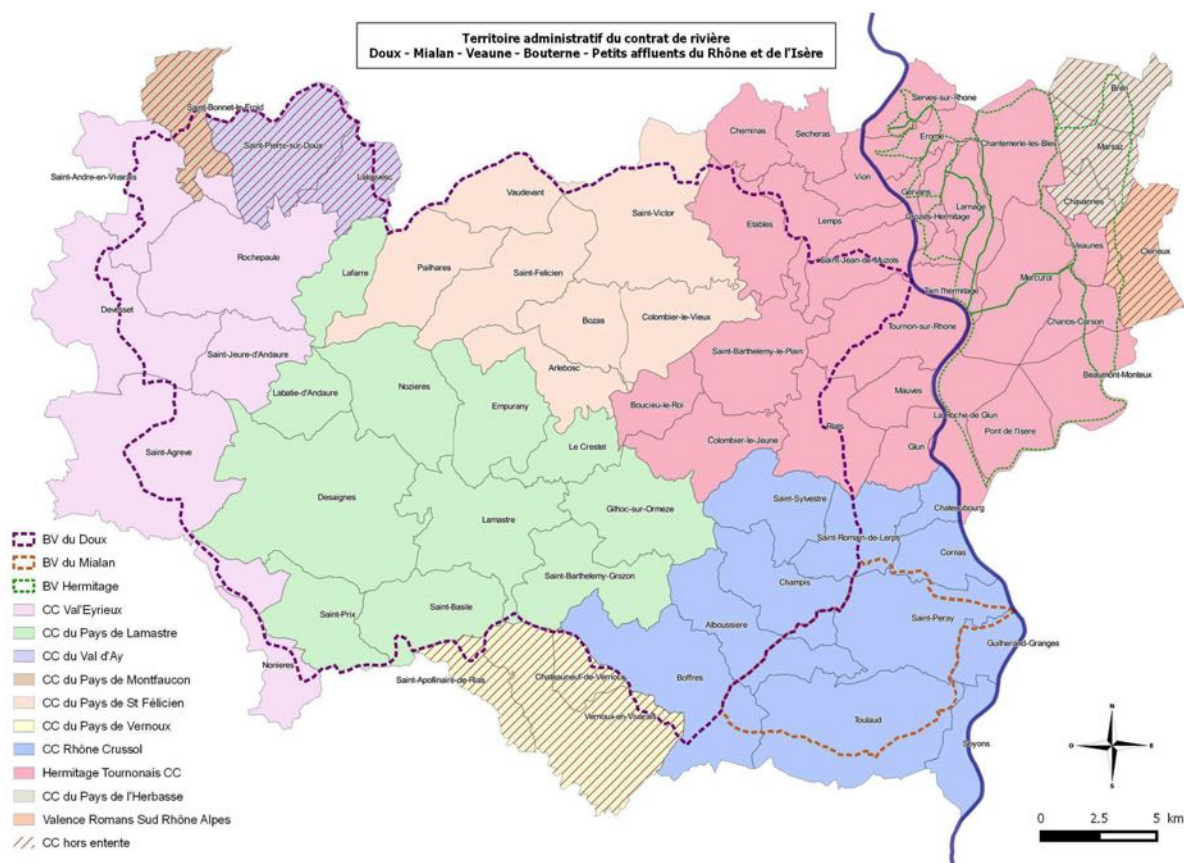 Territoire administratif du contrat de rivière
Doux - Mialan - Veaune - Bouterne - Petits affluents du Rhône et de l'Isère
Saint-Bonnet-le-Froid
Saint-Pierre-sur-Doux
Lalouvesc
Saint-Andre-en-Vivarais
Rochepaule
Devesset
Saint-Jeure-d'Andaure
Saint-Agreve
Nonieres
Lafarre
Labatie-d'Andaure
Nozieres
Empurany
Le Crestet
Desaignes
Lamastre
Gilhoc-sur-Ormeze
Saint-Barthelemy-Grozon
Saint-Prix
Saint-Basile
Vaudevant
Saint-Victor
Pailhares
Saint-Felicien
Bozas
Colombier-le-Vieux
Arlebosc
Cheminas
Secheras
Vion
Etables
Lemps
Saint-Jean-de-Muzols
Tournon-sur-Rhone
Saint-Barthelemy-le-Plain
Boucieu-le-Roi
Colombier-le-Jeune
Plats
Mauves
Glun
Serves-sur-Rhone
Erome
Chantemerle-les-Bles
Gervans
Crozes-Hermitage
Larnage
Tain l'hermitage
Mercurol
Veaunes
Chanos-Curson
Beaumont-Monteux
La Roche de Glun
Pont de l'Isere
Bren
Marsaz
Chavannes
Clerieux
Saint-Sylvestre
Chateaubourg
Saint-Romain-de-Lerps
Cornas
Champis
Saint-Peray
Guilherand-Granges
Alboussiere
Boffres
Toulaud
Soyons
Saint-Apollinaire-de-Rias
Chateauneuf-de-Vernoux
Vernoux-en-Vivarais
BV du Doux
BV du Mialan
BV Hermitage
CC Val'Eyrieux
CC du Pays de Lamastre
CC du Val d'Ay
CC du Pays de Montfaucon
CC du Pays de St Félicien
CC du Pays de Vernoux
CC Rhône Crussol
Hermitage Tournonais CC
CC du Pays de l'Herbasse
Valence Romans Sud Rhône Alpes
CC hors entente
N
O
E
S
0 2.5 5 km